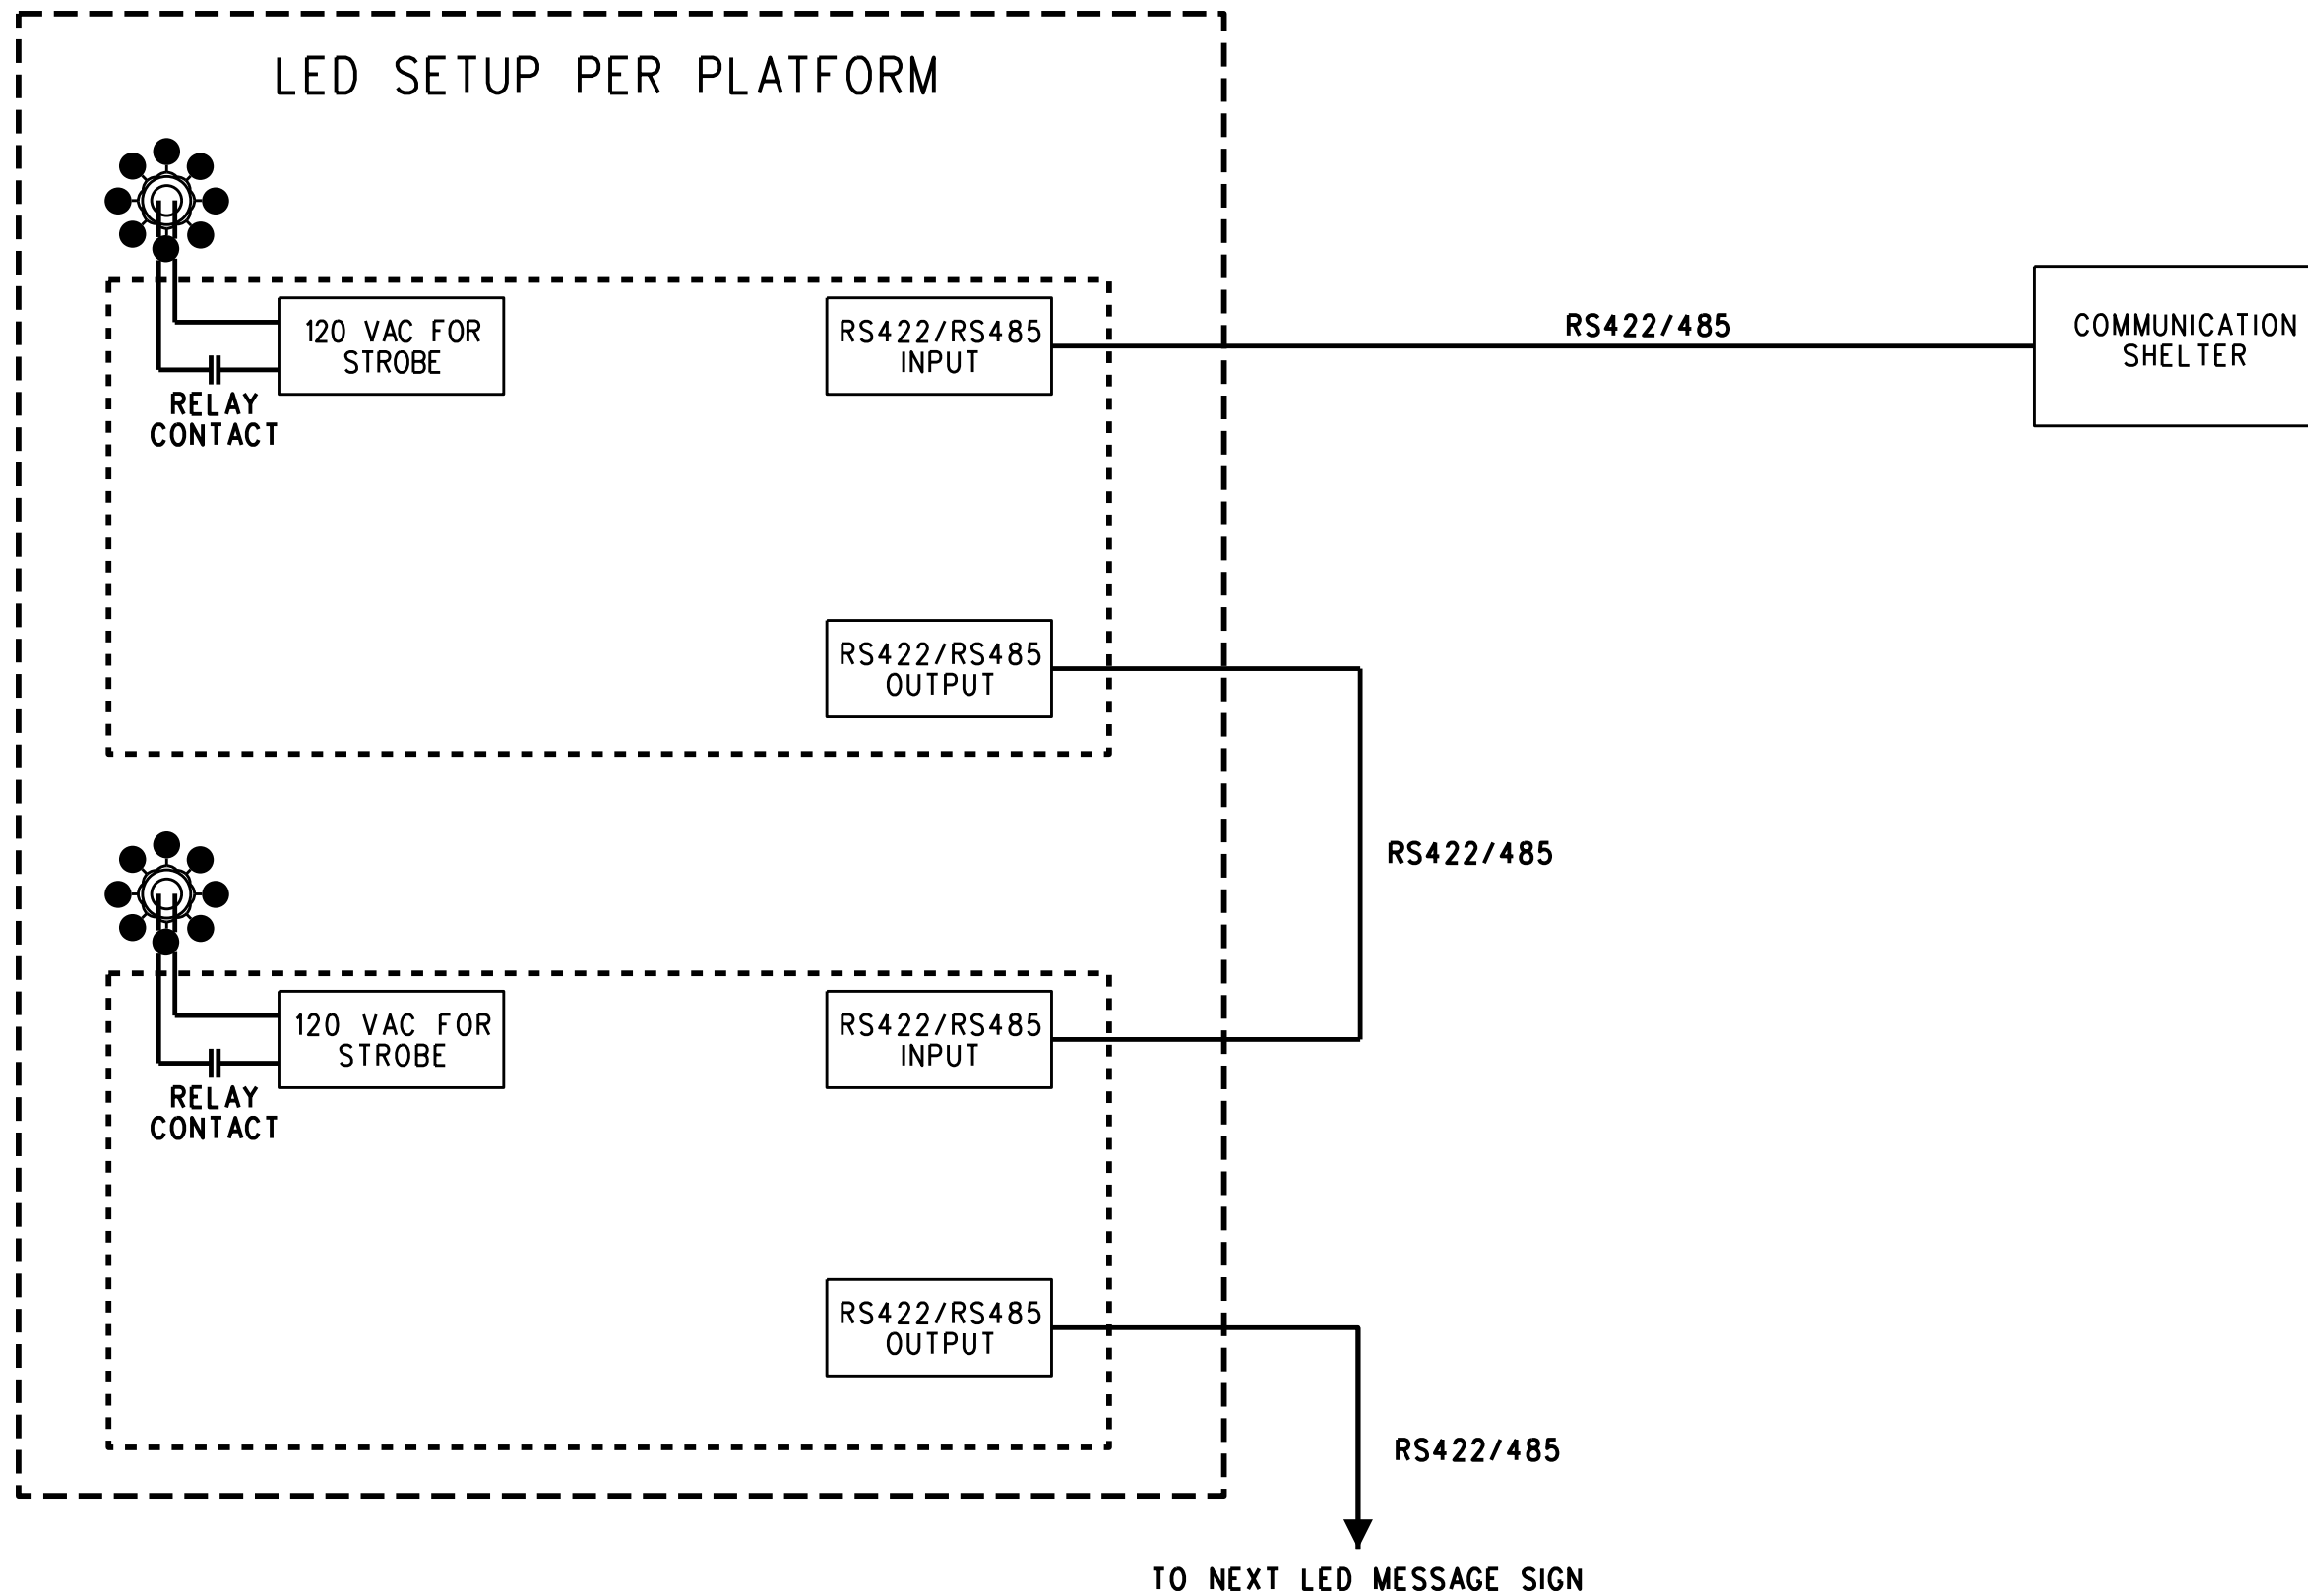 LED SETUP PER PLATFORM
120 VAC FOR
STROBE
RELAY
CONTACT
RS422/RS485
INPUT
RS422/485
COMMUNICATION
SHELTER
RS422/RS485
OUTPUT
RS422/485
120 VAC FOR
STROBE
RELAY
CONTACT
RS422/RS485
INPUT
RS422/RS485
OUTPUT
RS422/485
TO NEXT LED MESSAGE SIGN